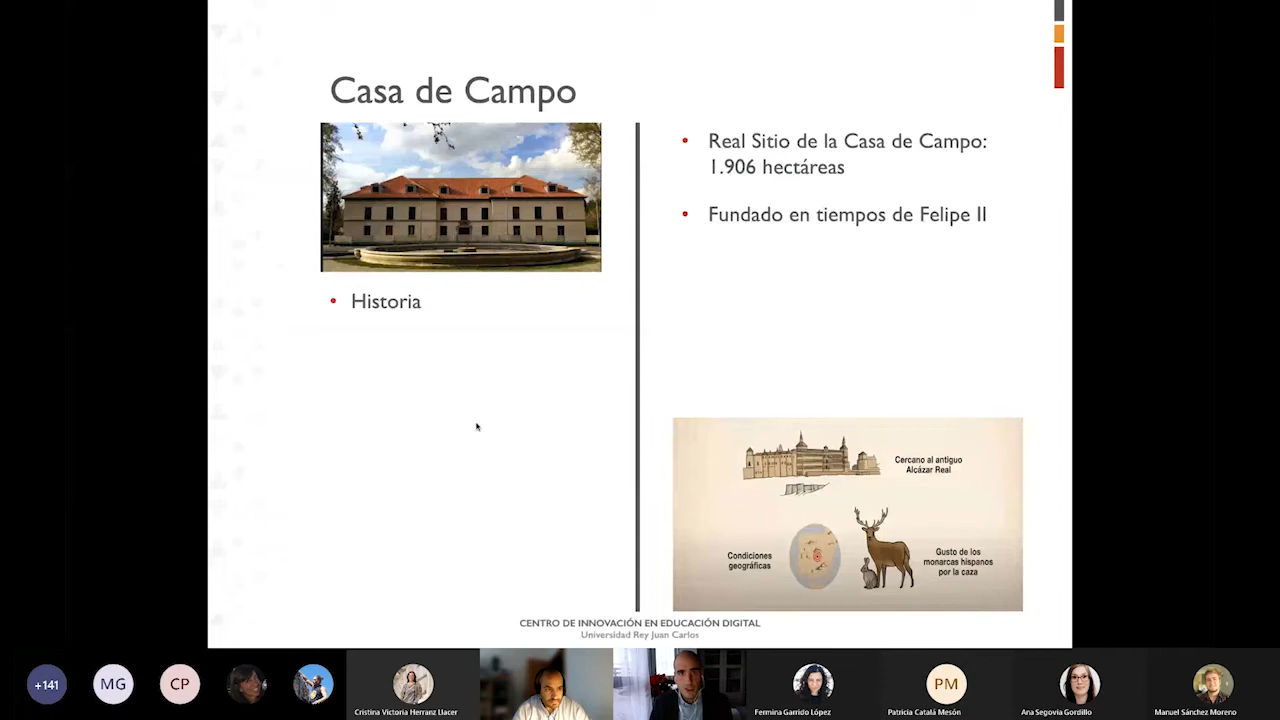 Casa de Campo
Historia
Real Sitio de la Casa de Campo:
1.906 hectáreas
Fundado en tiempos de Felipe II
Cercano al antiguo
Alcázar Real
Condiciones
geográficas
Gusto de los
monarcas hispanos
por la caza
CENTRO DE INNOVACIÓN EN EDUCACIÓN DIGITAL
Universidad Rey Juan Carlos
+141
MG
CP
Cristina Victoria Herranz Llacer
Fermina Garrido López
PM
Patricia Catalá Mesón
Ana Segovia Gordillo
Manuel Sánchez Moreno